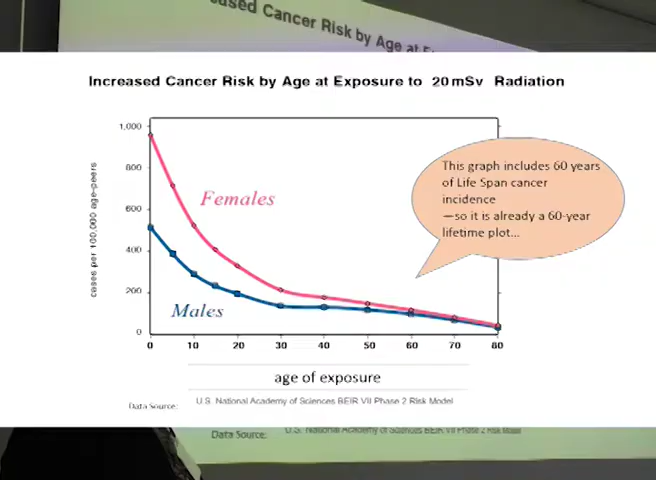 Increased Cancer Risk by Age at
Increased Cancer Risk by Age at Exposure to 20 mSv Radiation
1,000
800
600
400
200
0
cases per 100,000 age-peers
Females
Males
This graph includes 60 years
of Life Span cancer
incidence
—so it is already a 60-year
lifetime plot...
0 10 20 30 40 50 60 70 80
age of exposure
Data Source: U.S. National Academy of Sciences BEIR VII Phase 2 Risk Model
Data Source: U.S. National Academy of Sciences BEIR VII Phase 2 Risk Model